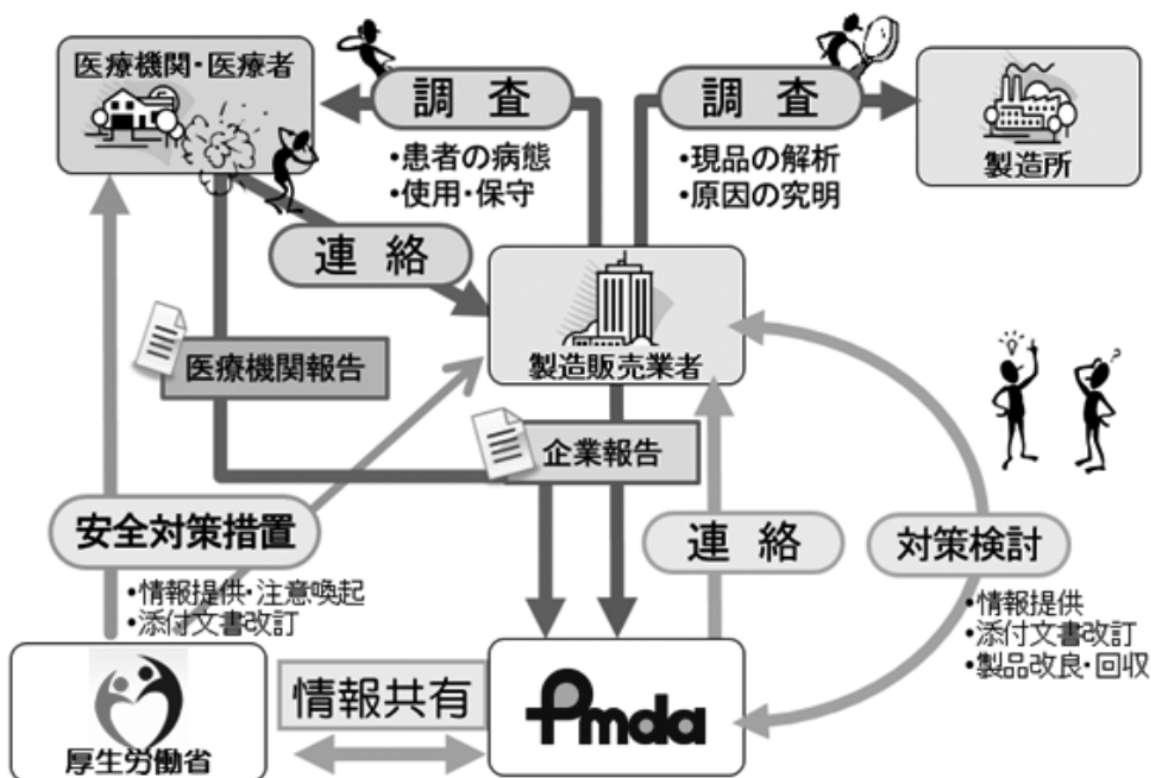 医療機関・医療者
調 査
調 査
製造所
・患者の病態
・使用・保守
・現品の解析
・原因の究明
連 絡
製造販売業者
医療機関報告
企業報告
安全対策措置
連 絡
対策検討
・情報提供・注意喚起
・添付文書改訂
・情報提供
・添付文書改訂
・製品改良・回収
情報共有
厚生労働省
Pmda
?